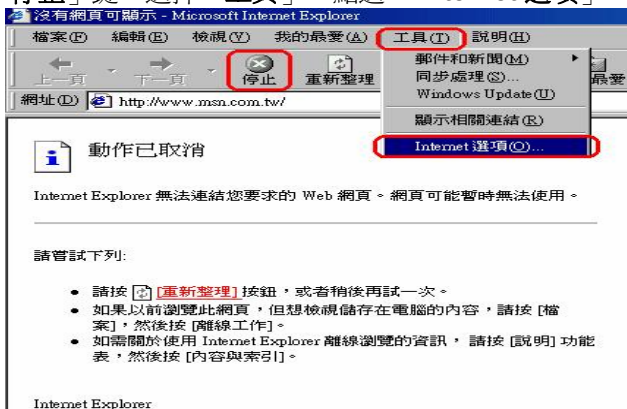 沒有網頁可顯示 - Microsoft Internet Explorer
檔案(F) 編輯(E) 檢視(V) 我的最愛(A) 工具(T) 說明(H)
上一頁 下一頁 停止 重新整理 最愛
郵件和新聞(M)
同步處理(S)...
Windows Update(U)
顯示相關連結(R)
Internet 選項(O)...
網址(D) http://www.msn.com.tw/
動作已取消
Internet Explorer 無法連結您要求的 Web 網頁。網頁可能暫時無法使用。
請嘗試下列:
請按 [重新整理] 按鈕,或者稍後再試一次。
如果以前瀏覽此網頁,但想檢視儲存在電腦的內容,請按 [檔
案],然後按 [離線工作]。
如需關於使用 Internet Explorer 離線瀏覽的資訊, 請按 [說明] 功能
表,然後按 [內容與索引]。
Internet Explorer